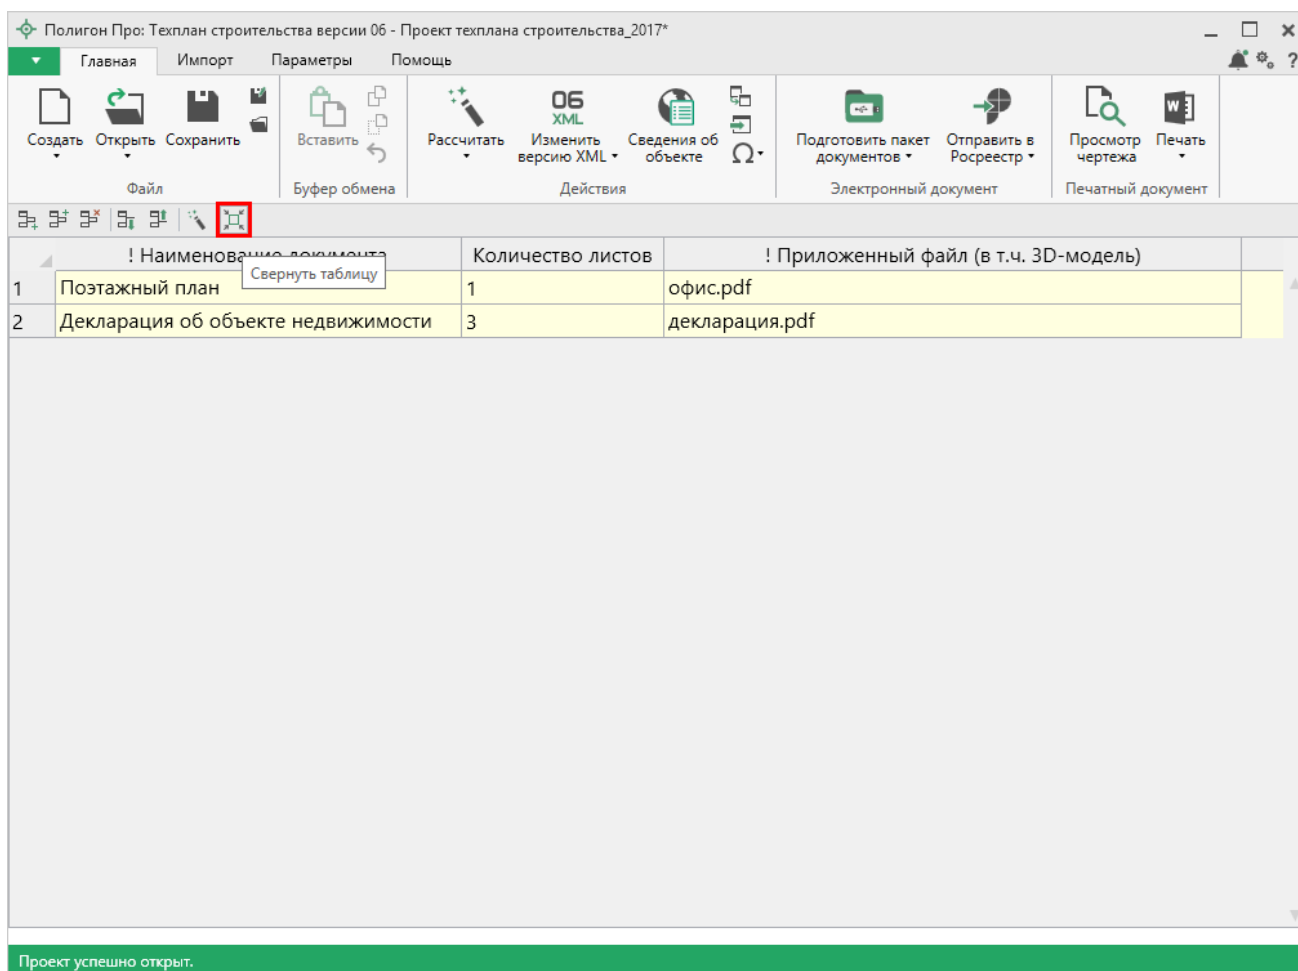 Полигон Про: Техплан строительства версии 06 - Проект техплана строительства_2017*
Главная Импорт Параметры Помощь
?
Создать Открыть Сохранить
Файл
Вставить
Буфер обмена
Рассчитать
06
XML
Изменить
версию XML
Сведения об
объекте
Ω
Действия
Подготовить пакет
документов
Отправить в
Росреестр
Электронный документ
Просмотр
чертежа
W
Печать
Печатный документ
! Наименование документа Количество листов ! Приложенный файл (в т.ч. 3D-модель)
Свернуть таблицу
1 Поэтажный план 1 офис.pdf
2 Декларация об объекте недвижимости 3 декларация.pdf
Проект успешно открыт.